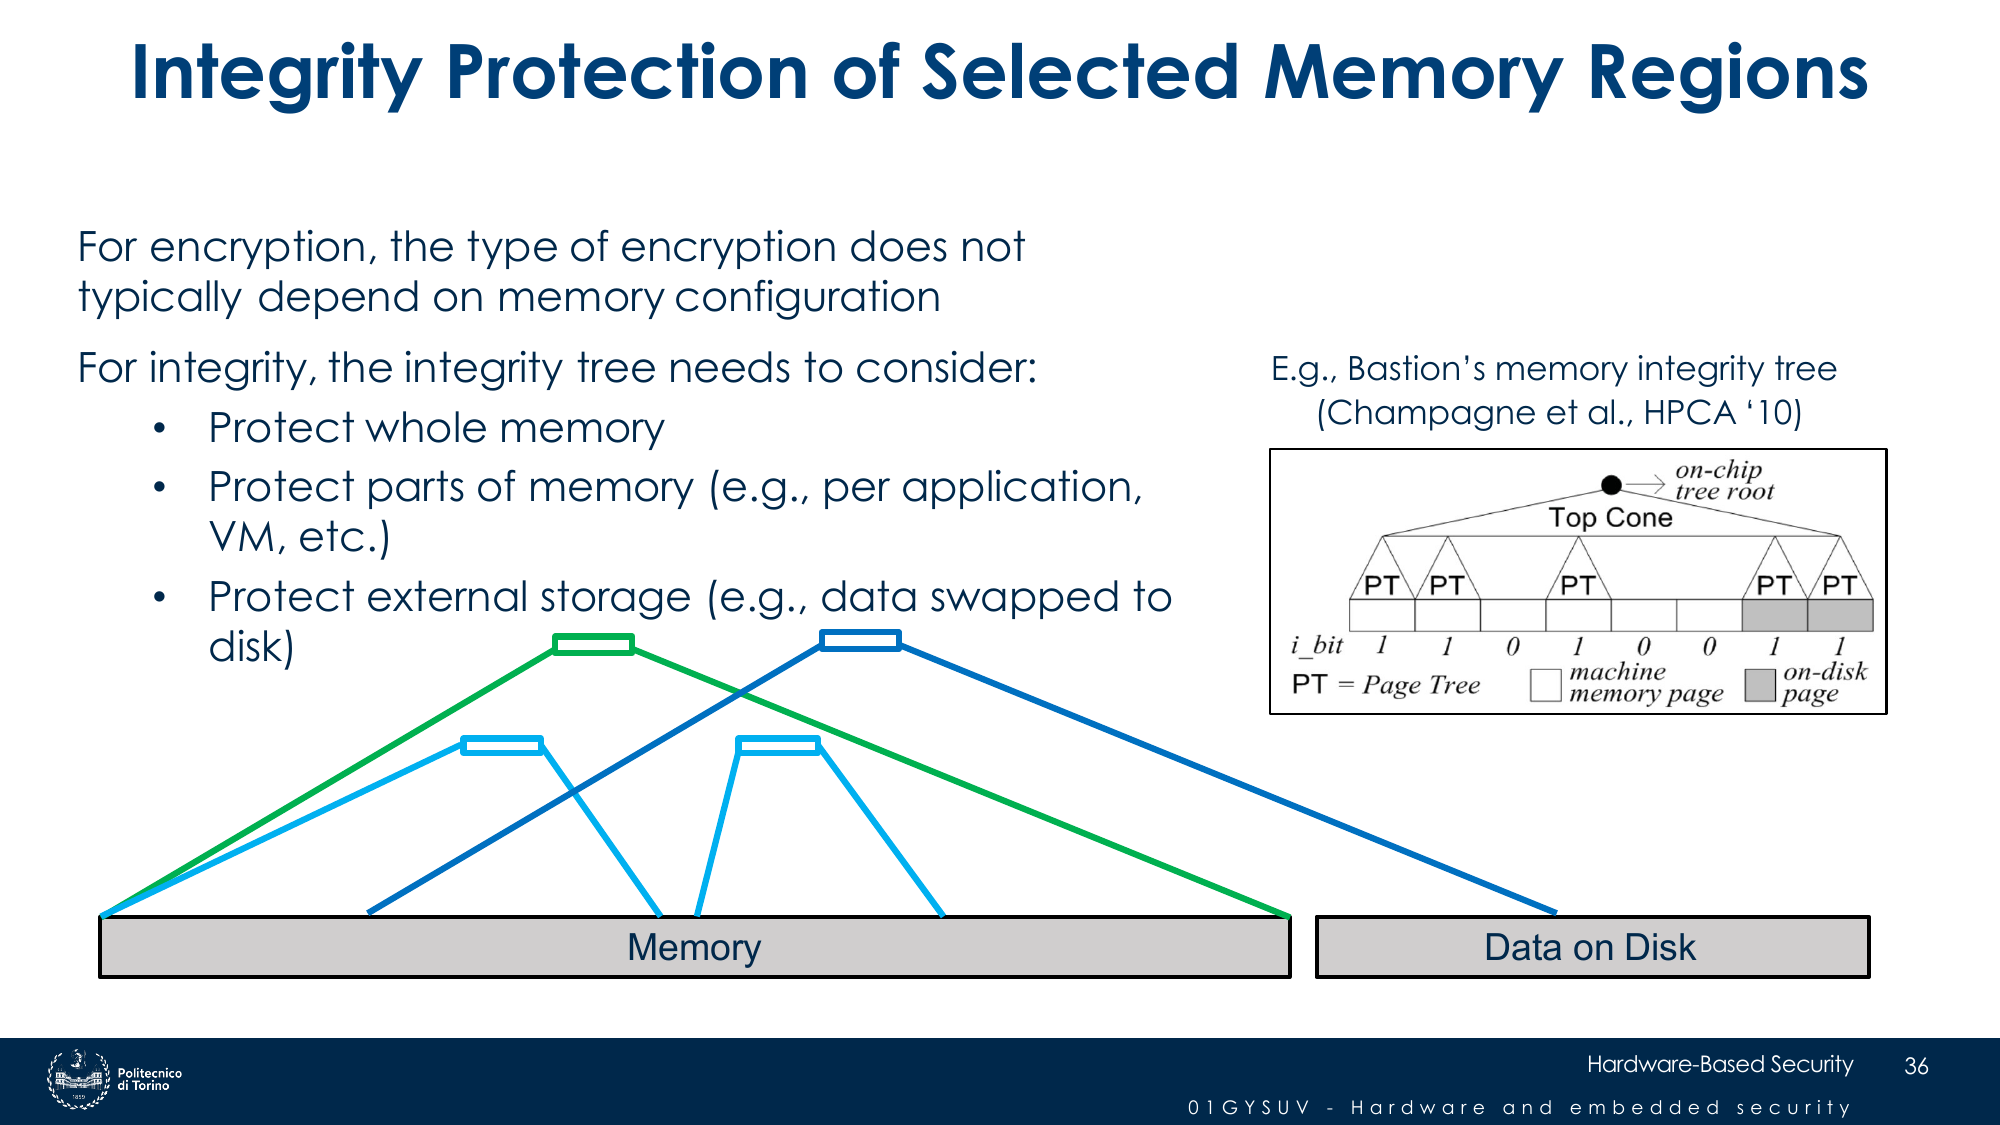 Integrity Protection of Selected Memory Regions
For encryption, the type of encryption does not
typically depend on memory configuration
For integrity, the integrity tree needs to consider:
• Protect whole memory
• Protect parts of memory (e.g., per application,
VM, etc.)
• Protect external storage (e.g., data swapped to
disk)
E.g., Bastion’s memory integrity tree
(Champagne et al., HPCA ‘10)
on-chip
tree root
Top Cone
PT PT PT PT PT
i_bit 1 1 0 1 0 0 1 1
PT = Page Tree
machine
memory page
on-disk
page
Memory
Data on Disk
Politecnico
di Torino
1859
Hardware-Based Security
36
01GYSUV - Hardware and embedded security